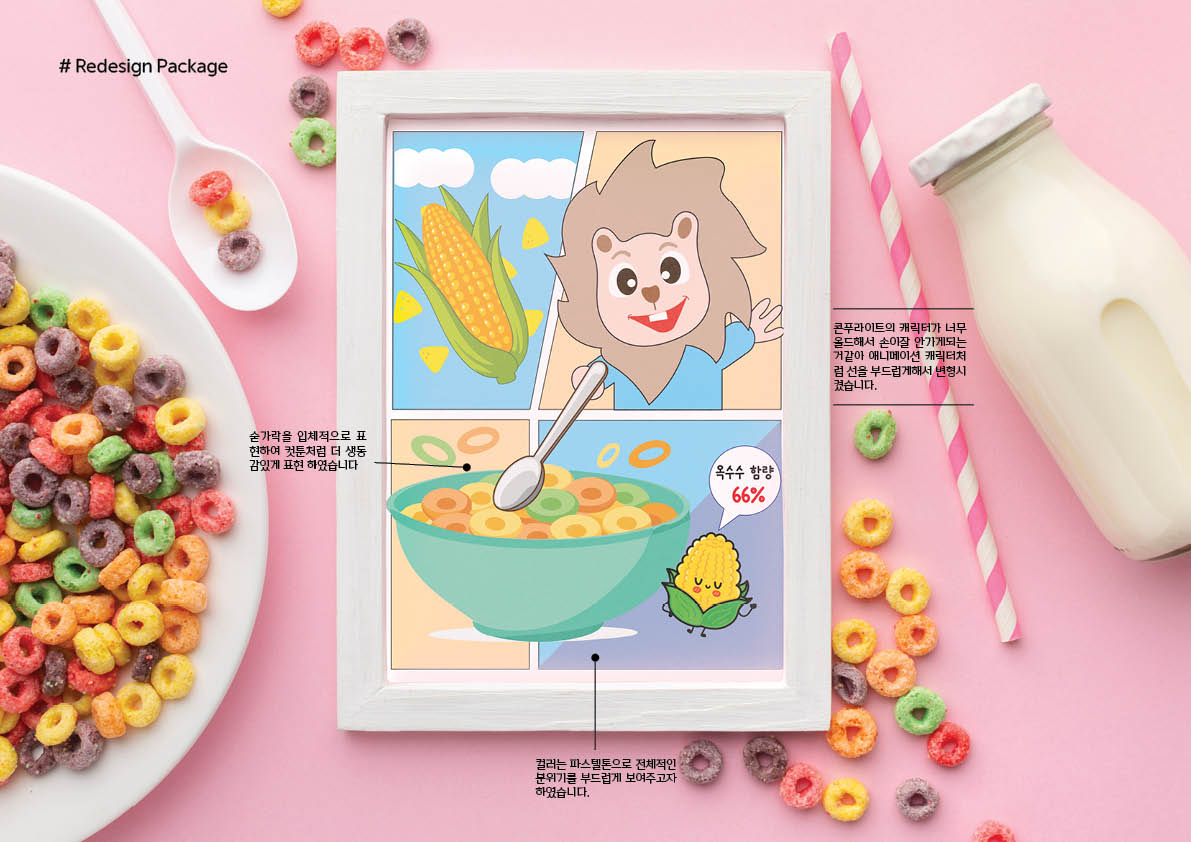 # Redesign Package
콘푸라이트의 캐릭터가 너무
올드해서 손이잘 안가게되는
거같아 애니메이션 캐릭터처
럼 선을 부드럽게해서 변형시
켰습니다.
숟가락을 입체적으로 표
현하여 컷툰처럼 더 생동
감있게 표현 하였습니다
옥수수 함량
66%
컬러는 파스텔톤으로 전체적인
분위기를 부드럽게 보여주고자
하였습니다.